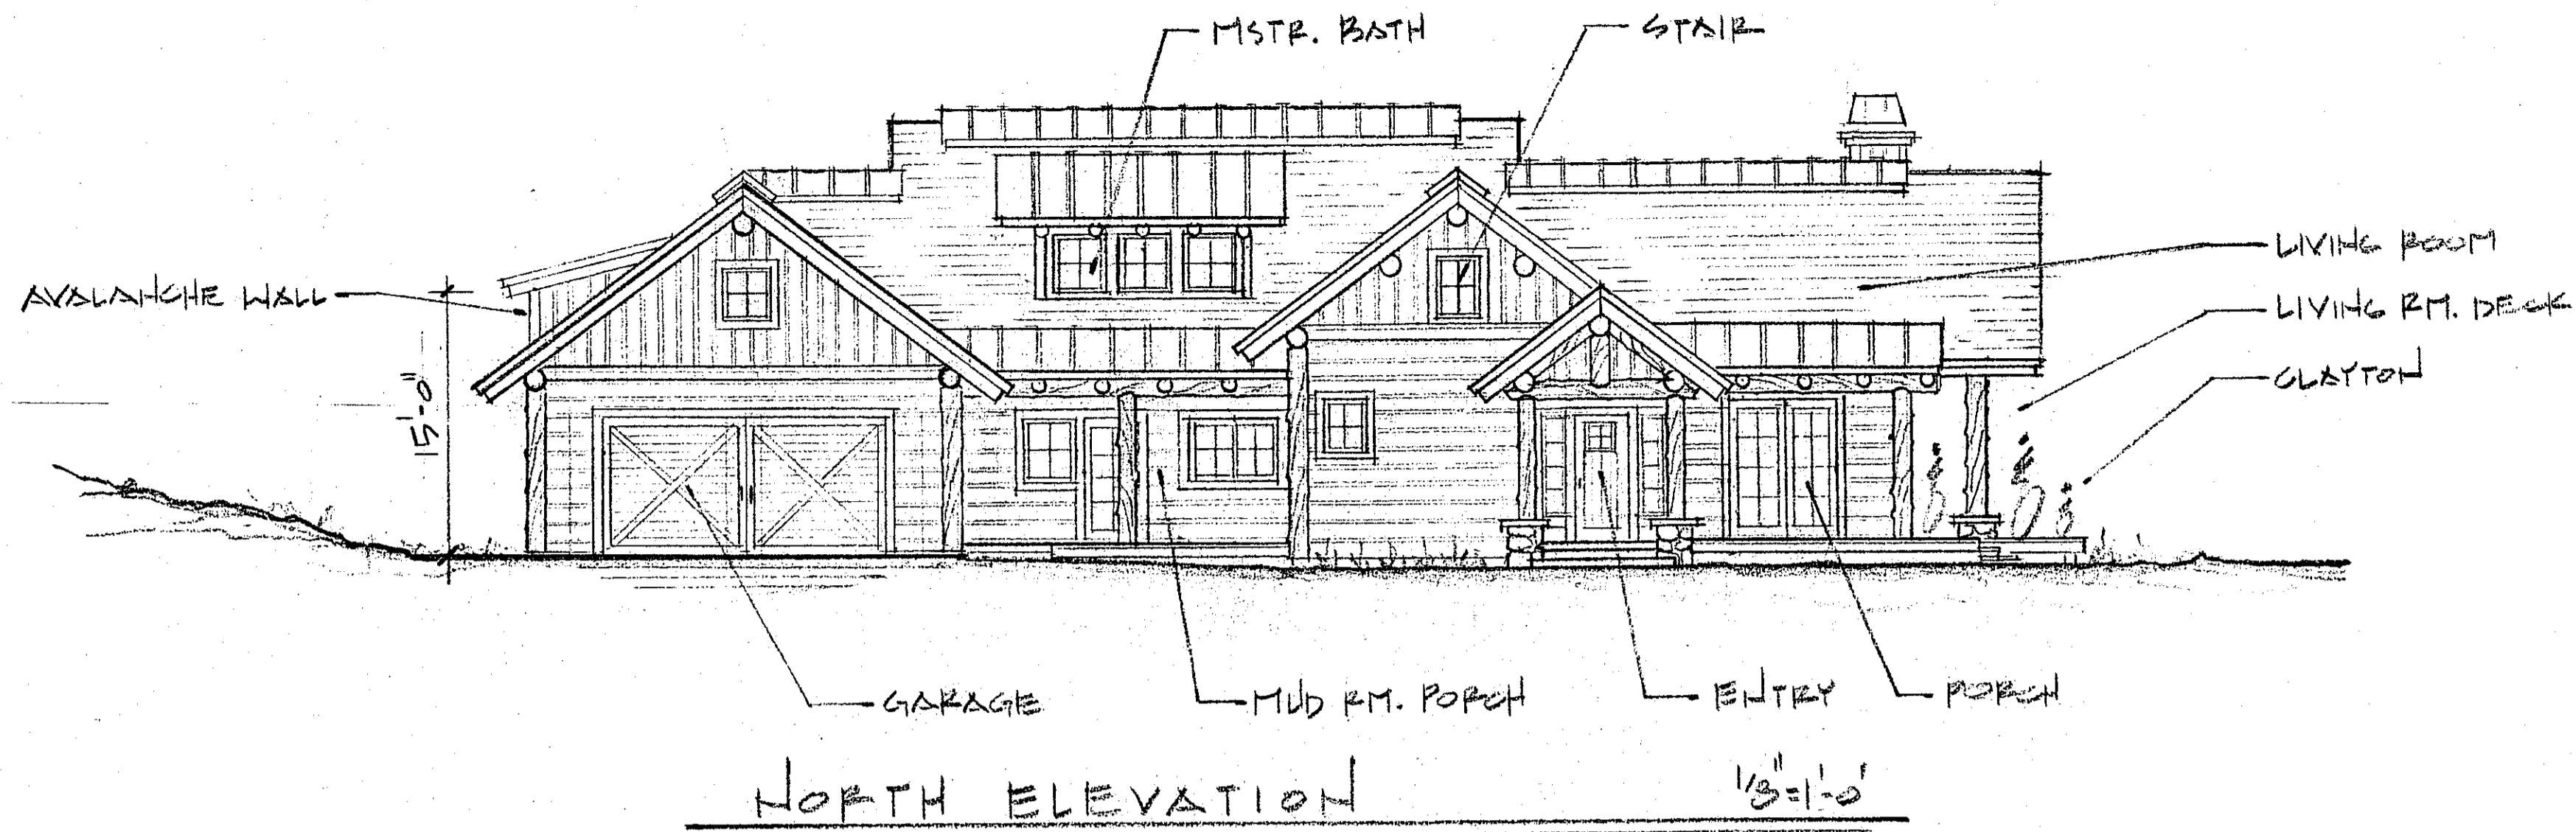 MSTR. BATH
STAIR
LIVING ROOM
AVALANCHE WALL
LIVING RM. DECK
CLAYTON
15'-0"
GARAGE
MUD RM. PORCH
ENTRY
PORCH
NORTH ELEVATION
1/8"=1'-0'